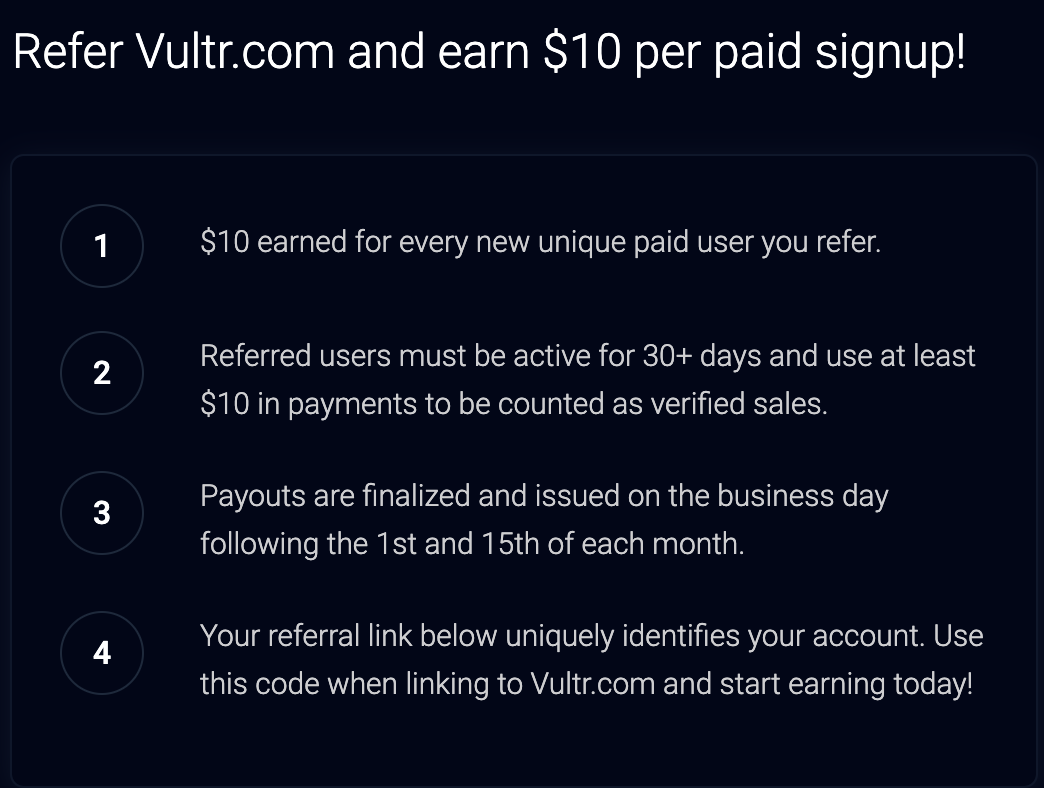 Refer Vultr.com and earn $10 per paid signup!
1
$10 earned for every new unique paid user you refer.
2
Referred users must be active for 30+ days and use at least
$10 in payments to be counted as verified sales.
3
Payouts are finalized and issued on the business day
following the 1st and 15th of each month.
4
Your referral link below uniquely identifies your account. Use
this code when linking to Vultr.com and start earning today!